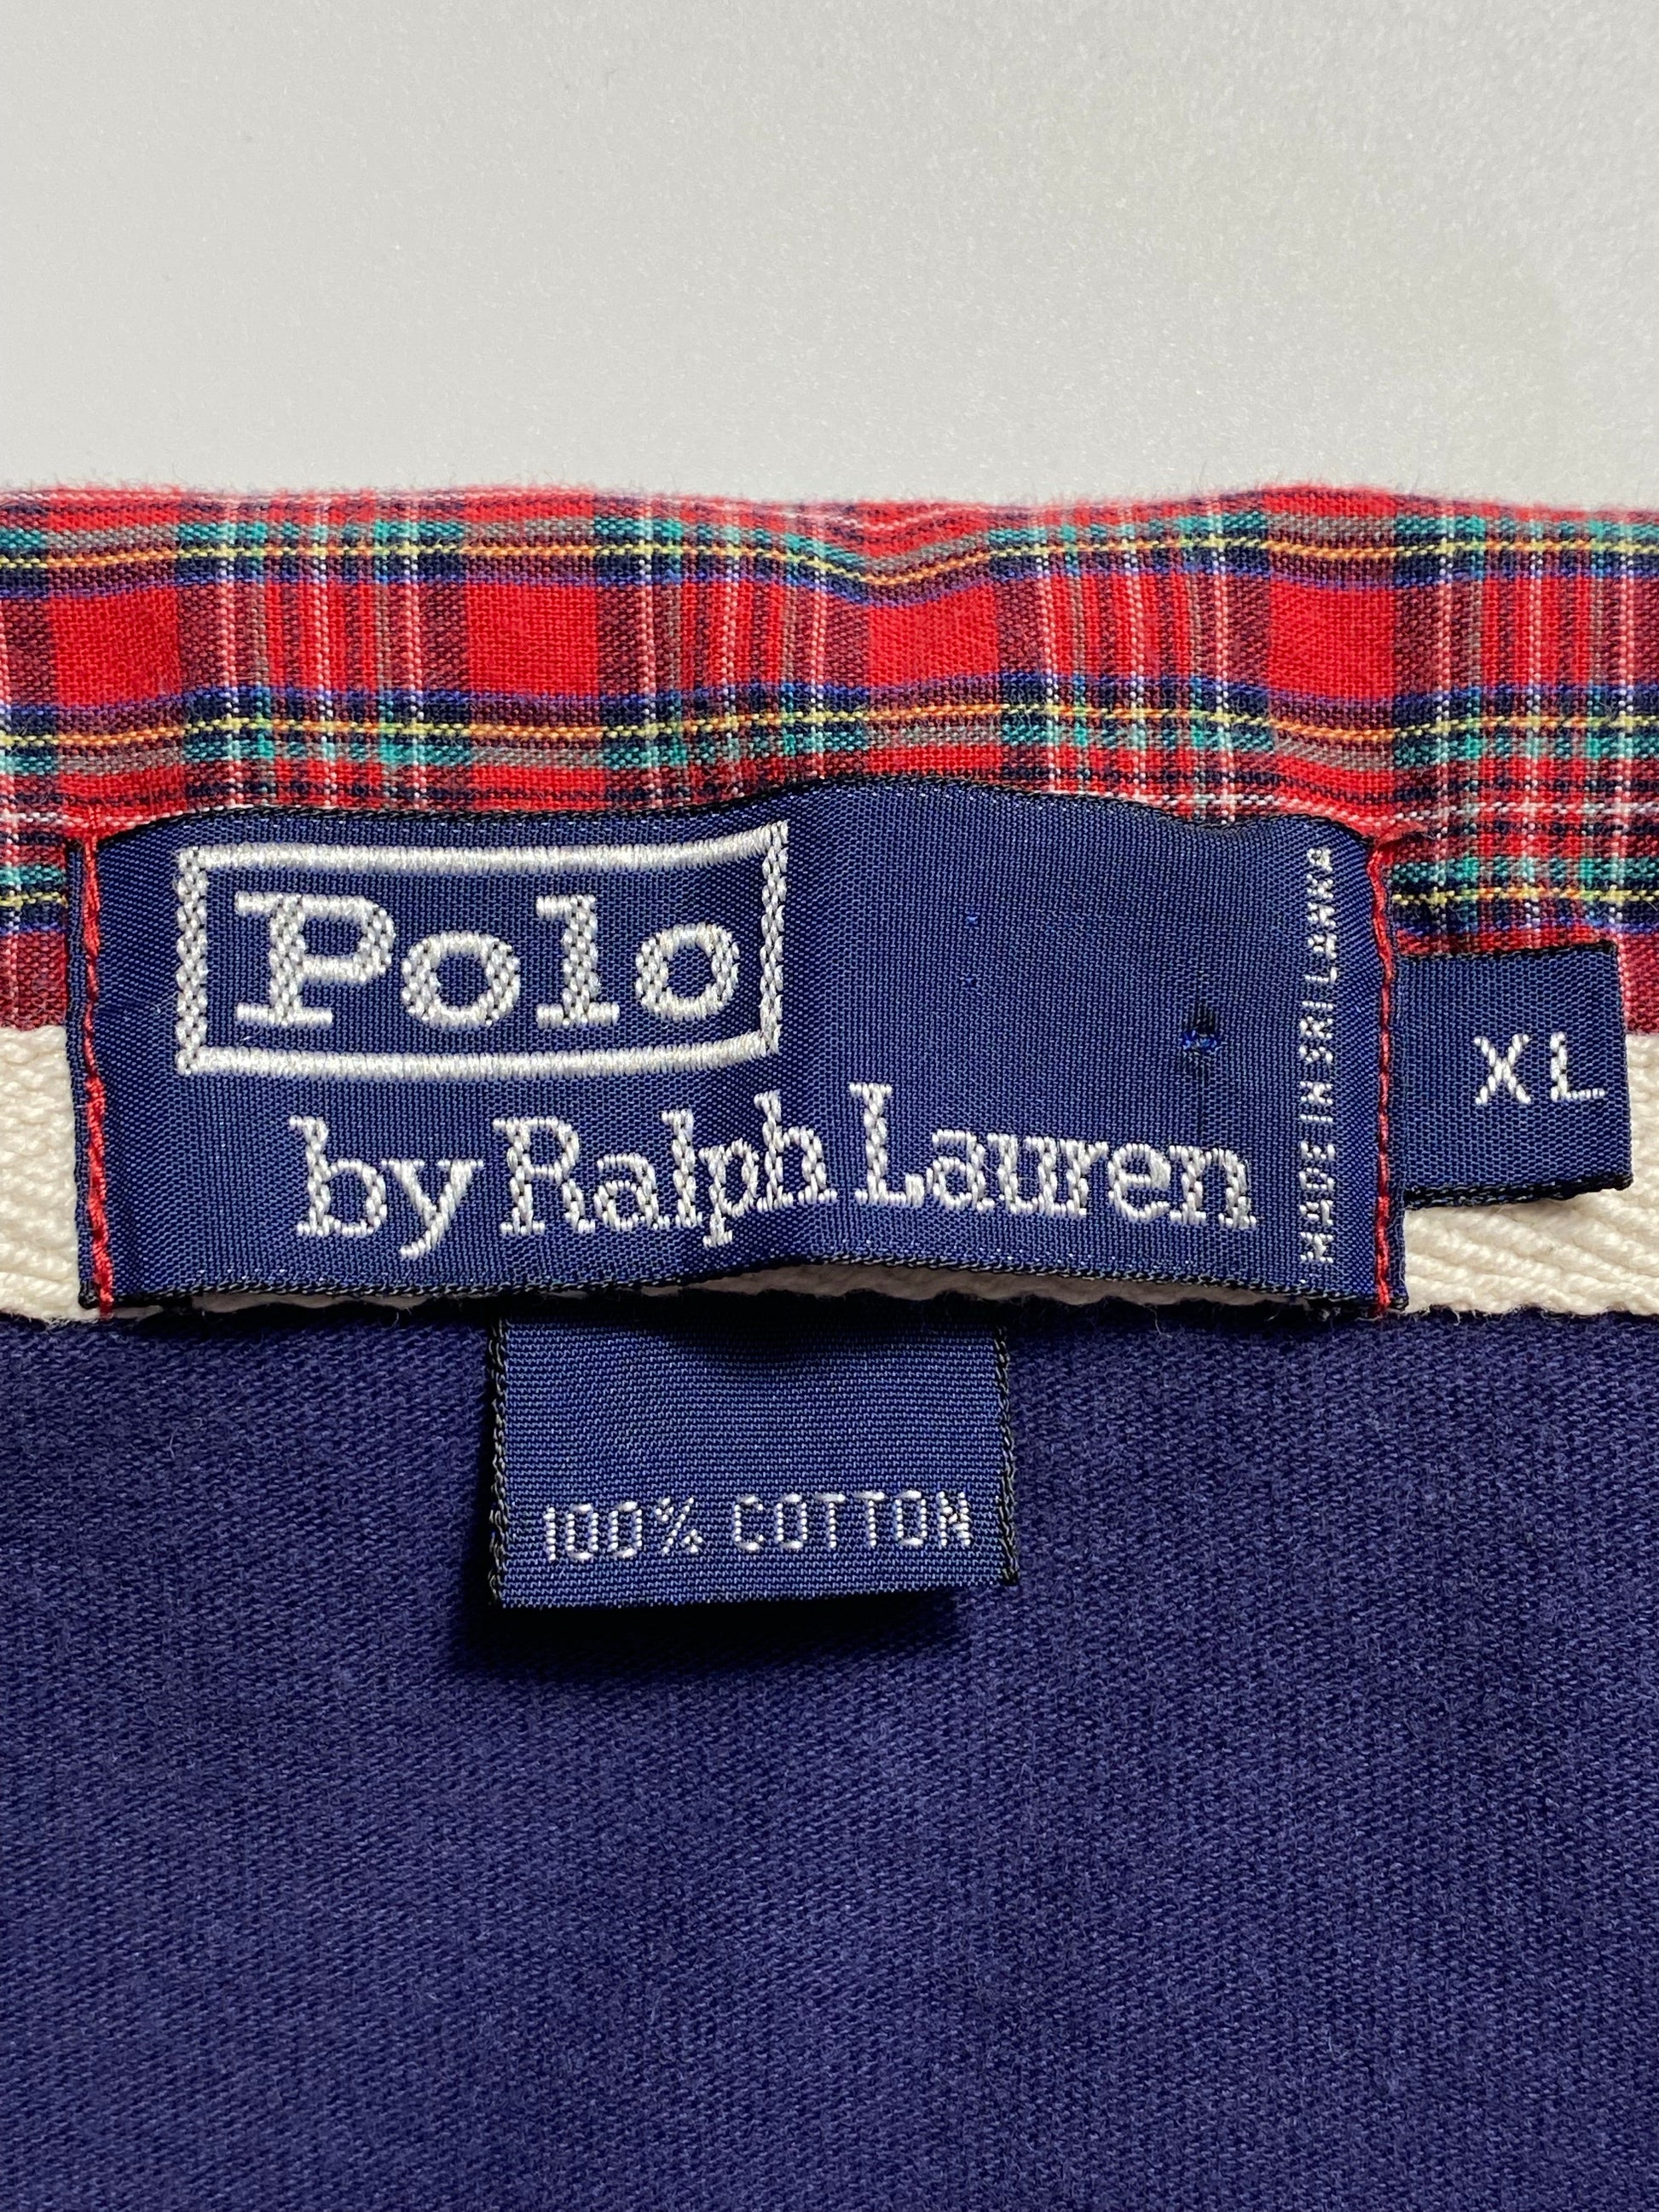 Polo
by Ralph Lauren
MADE IN SRI LANKA
XL
100% COTTON